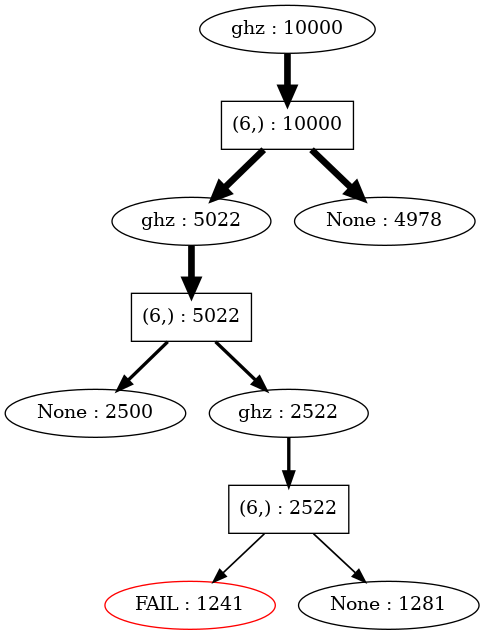 ghz : 10000
(6,) : 10000
ghz : 5022
None : 4978
(6,) : 5022
None : 2500
ghz : 2522
(6,) : 2522
FAIL : 1241
None : 1281